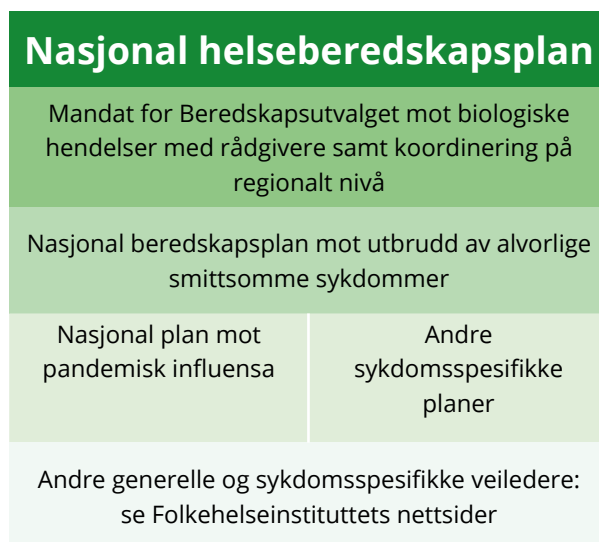 Nasjonal helseberedskapsplan
Mandat for Beredskapsutvalget mot biologiske
hendelser med rådgivere samt koordinering på
regionalt nivå
Nasjonal beredskapsplan mot utbrudd av alvorlige
smittsomme sykdommer
Nasjonal plan mot
pandemisk influensa
Andre
sykdomsspesifikke
planer
Andre generelle og sykdomsspesifikke veiledere:
se Folkehelseinstituttets nettsider